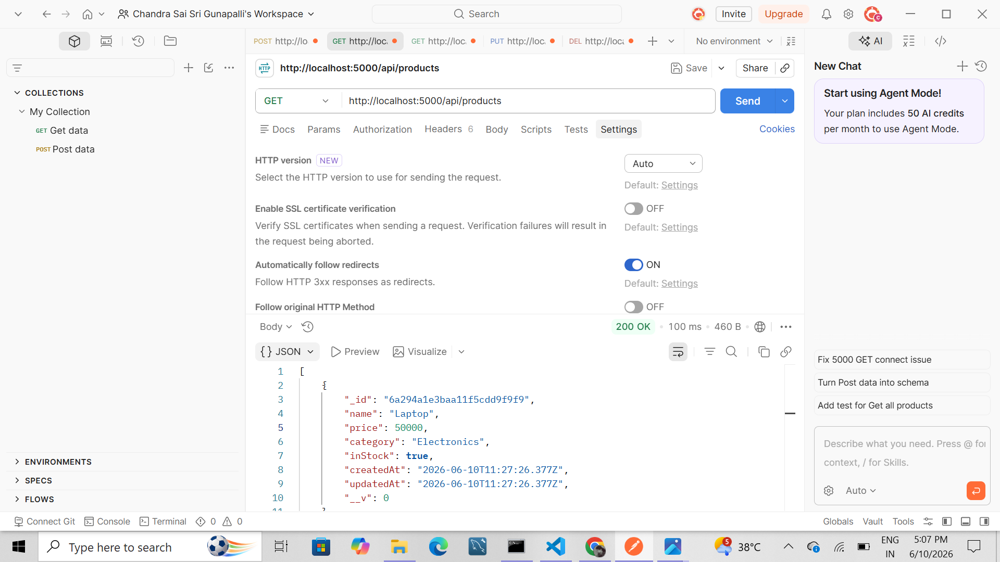 Chandra Sai Sri Gunapalli's Workspace
Search
Invite
Upgrade
C
POST http://lo
GET http://loc
GET http://loc
PUT http://loc
DEL http://loc
No environment
AI
HTTP http://localhost:5000/api/products
Save
Share
New Chat
COLLECTIONS
My Collection
GET Get data
POST Post data
Start using Agent Mode!
Your plan includes 50 AI credits
per month to use Agent Mode.
GET http://localhost:5000/api/products
Send
Docs Params Authorization Headers 6 Body Scripts Tests Settings Cookies
HTTP version NEW
Select the HTTP version to use for sending the request.
Auto
Default: Settings
Enable SSL certificate verification
OFF
Verify SSL certificates when sending a request. Verification failures will result in
the request being aborted.
Default: Settings
Automatically follow redirects
ON
Follow HTTP 3xx responses as redirects.
Default: Settings
Follow original HTTP Method
OFF
Body
200 OK • 100 ms • 460 B
{} JSON
Preview
Visualize
1 [
2 {
3 "_id": "6a294a1e3baa11f5cdd9f9f9",
4 "name": "Laptop",
5 "price": 50000,
6 "category": "Electronics",
7 "inStock": true,
8 "createdAt": "2026-06-10T11:27:26.377Z",
9 "updatedAt": "2026-06-10T11:27:26.377Z",
10 "__v": 0
11 }
Fix 5000 GET connect issue
Turn Post data into schema
Add test for Get all products
Describe what you need. Press @ for
context, / for Skills.
Auto
ENVIRONMENTS
SPECS
FLOWS
Connect Git Console Terminal 0 0
Globals Vault Tools
Type here to search
5
38°C
ENG
IN
5:07 PM
6/10/2026